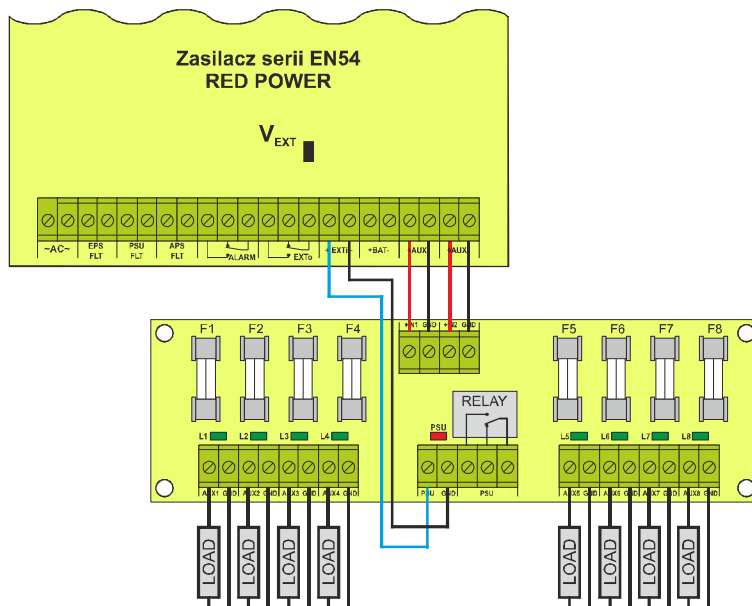 Zasilacz serii EN54
RED POWER
VEXT
~AC~ EPS FLT PSU FLT APS FLT ALARM EXTo + EXTi - +BAT- +AUX- +AUX-
F1 F2 F3 F4 +IN1 GND +IN2 GND F5 F6 F7 F8
RELAY
PSU
L1 L2 L3 L4 L5 L6 L7 L8
AUX1 GND AUX2 GND AUX3 GND AUX4 GND PSU GND PSU AUX5 GND AUX6 GND AUX7 GND AUX8 GND
LOAD LOAD LOAD LOAD LOAD LOAD LOAD LOAD